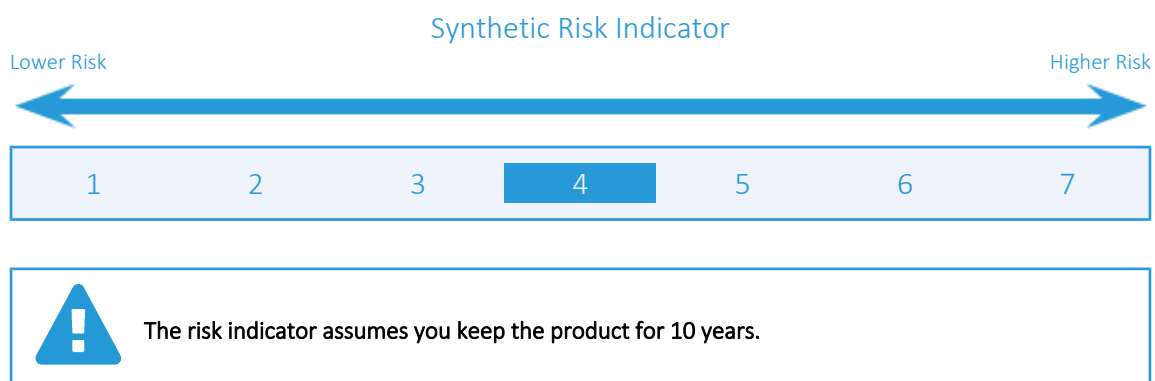 Synthetic Risk Indicator
Lower Risk Higher Risk
1 2 3 4 5 6 7
The risk indicator assumes you keep the product for 10 years.